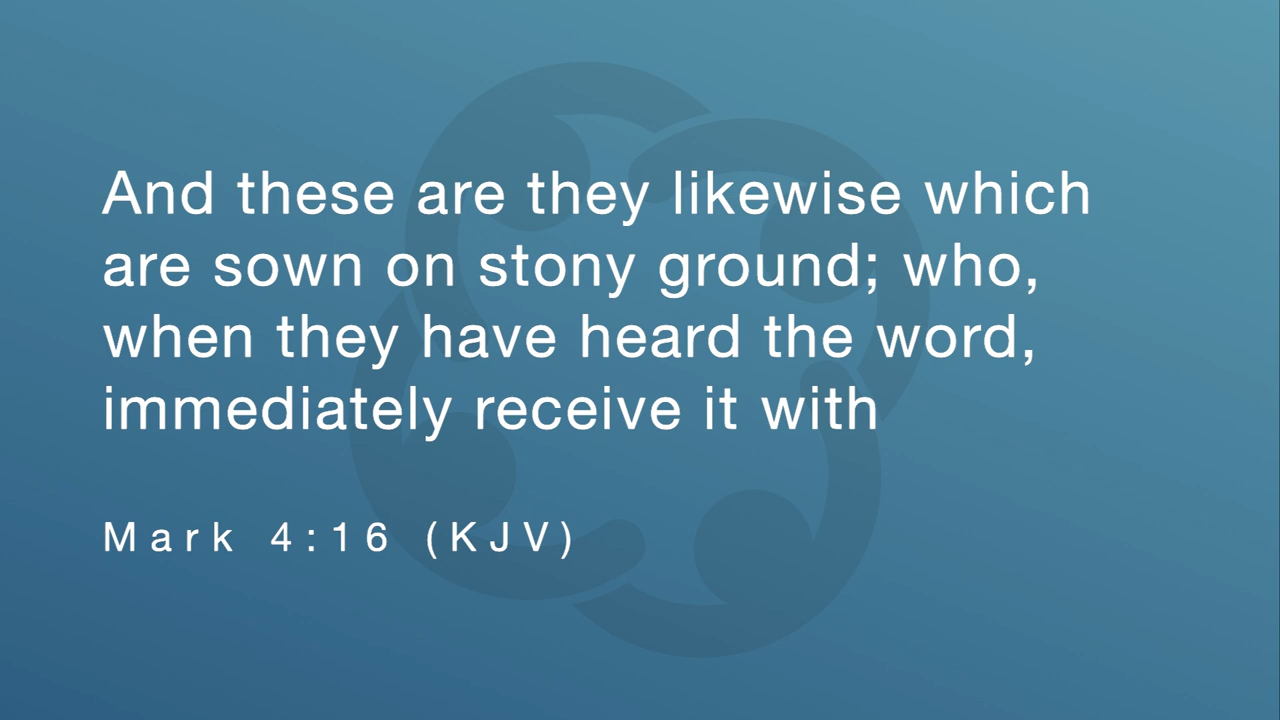 And these are they likewise which
are sown on stony ground; who,
when they have heard the word,
immediately receive it with
Mark 4:16 (KJV)